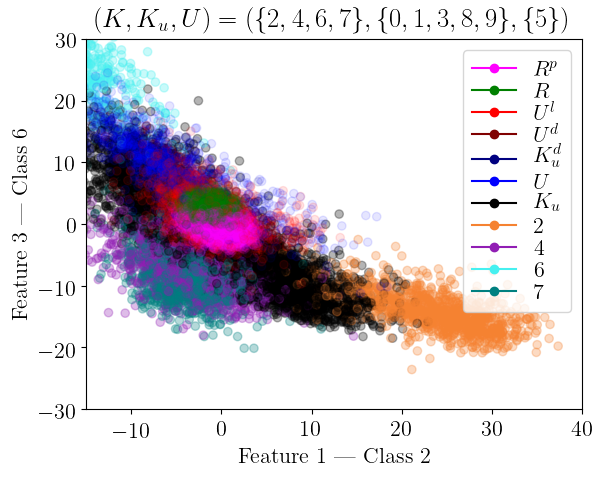 (K, K_u, U) = ({2, 4, 6, 7}, {0, 1, 3, 8, 9}, {5})
30
20
10
0
−10
−20
−30
Feature 3 — Class 6
R^p
R
U^l
U^d
K_u^d
U
K_u
2
4
6
7
−10
0
10
20
30
40
Feature 1 — Class 2